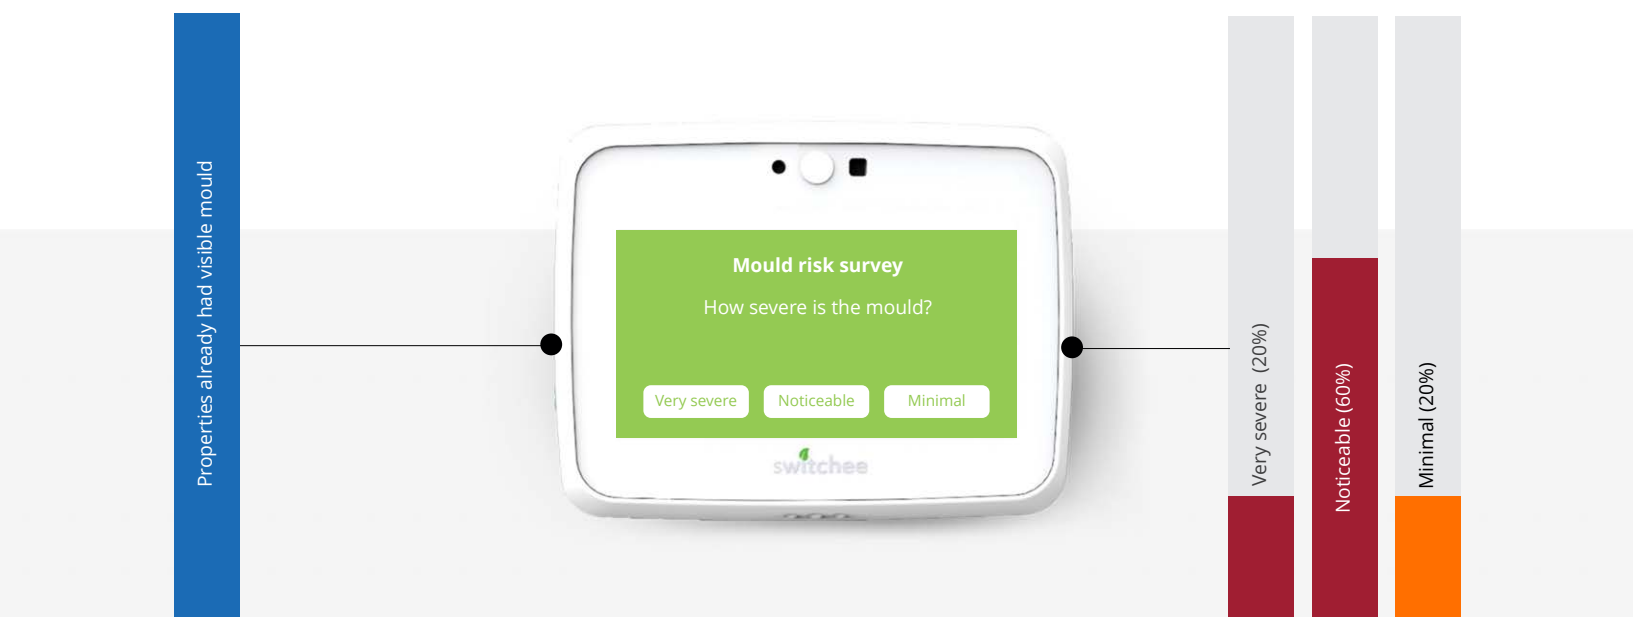 Properties already had visible mould
Mould risk survey
How severe is the mould?
Very severe
Noticeable
Minimal
switchee
Very severe (20%)
Noticeable (60%)
Minimal (20%)